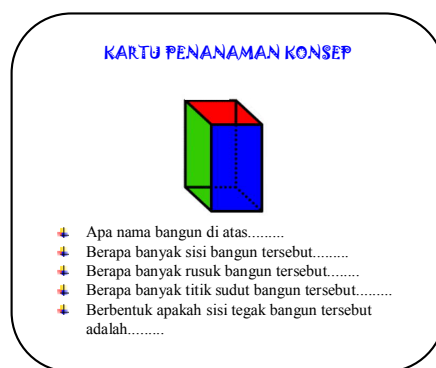 KARTU PENANAMAN KONSEP
Apa nama bangun di atas.........
Berapa banyak sisi bangun tersebut.........
Berapa banyak rusuk bangun tersebut........
Berapa banyak titik sudut bangun tersebut.........
Berbentuk apakah sisi tegak bangun tersebut
adalah.........